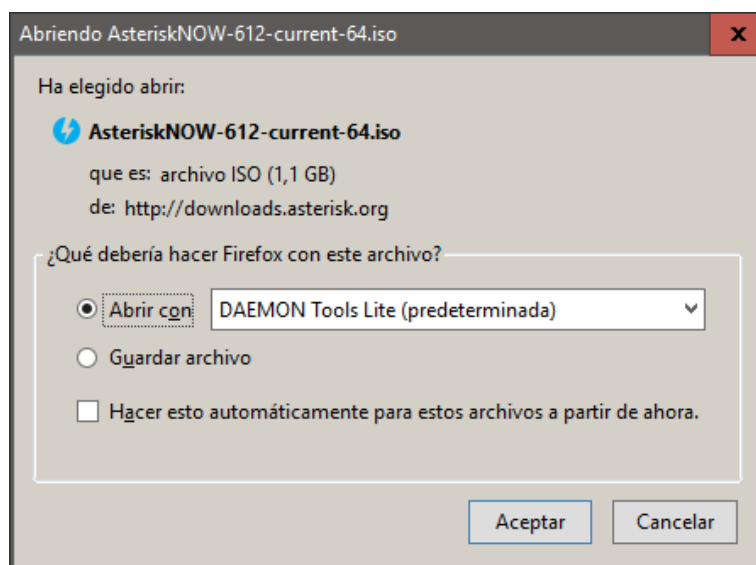 Abriendo AsteriskNOW-612-current-64.iso
Ha elegido abrir:
AsteriskNOW-612-current-64.iso
que es: archivo ISO (1,1 GB)
de: http://downloads.asterisk.org
¿Qué debería hacer Firefox con este archivo?
Abrir con DAEMON Tools Lite (predeterminada)
Guardar archivo
Hacer esto automáticamente para estos archivos a partir de ahora.
Aceptar Cancelar